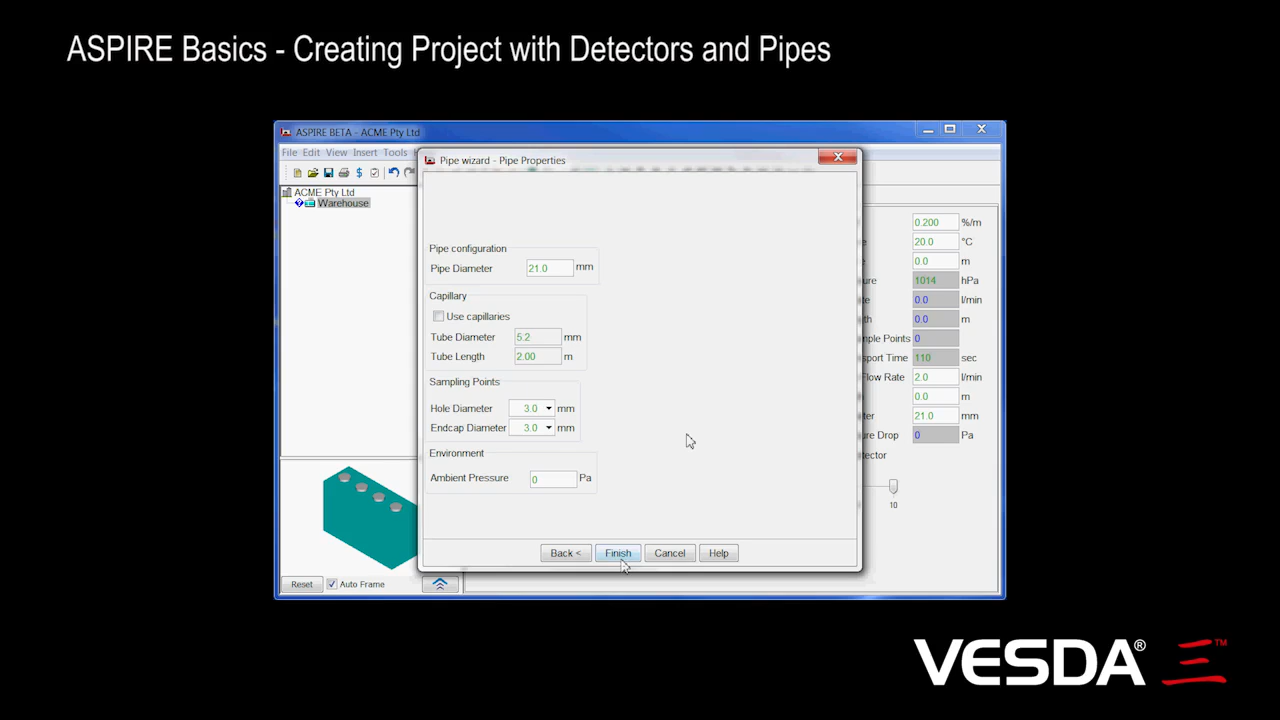 ASPIRE Basics - Creating Project with Detectors and Pipes
ASPIRE BETA - ACME Pty Ltd
File Edit View Insert Tools
Pipe wizard - Pipe Properties
ACME Pty Ltd
Warehouse
Pipe configuration
Pipe Diameter 21.0 mm
Capillary
Use capillaries
Tube Diameter 5.2 mm
Tube Length 2.00 m
Sampling Points
Hole Diameter 3.0 mm
Endcap Diameter 3.0 mm
Environment
Ambient Pressure 0 Pa
Back < Finish Cancel Help
0.200 %/m
20.0 °C
0.0 m
1014 hPa
0.0 l/min
0.0 m
mple Points 0
sport Time 110 sec
Flow Rate 2.0 l/min
0.0 m
21.0 mm
ure Drop 0 Pa
10
Reset Auto Frame
VESDA® ™